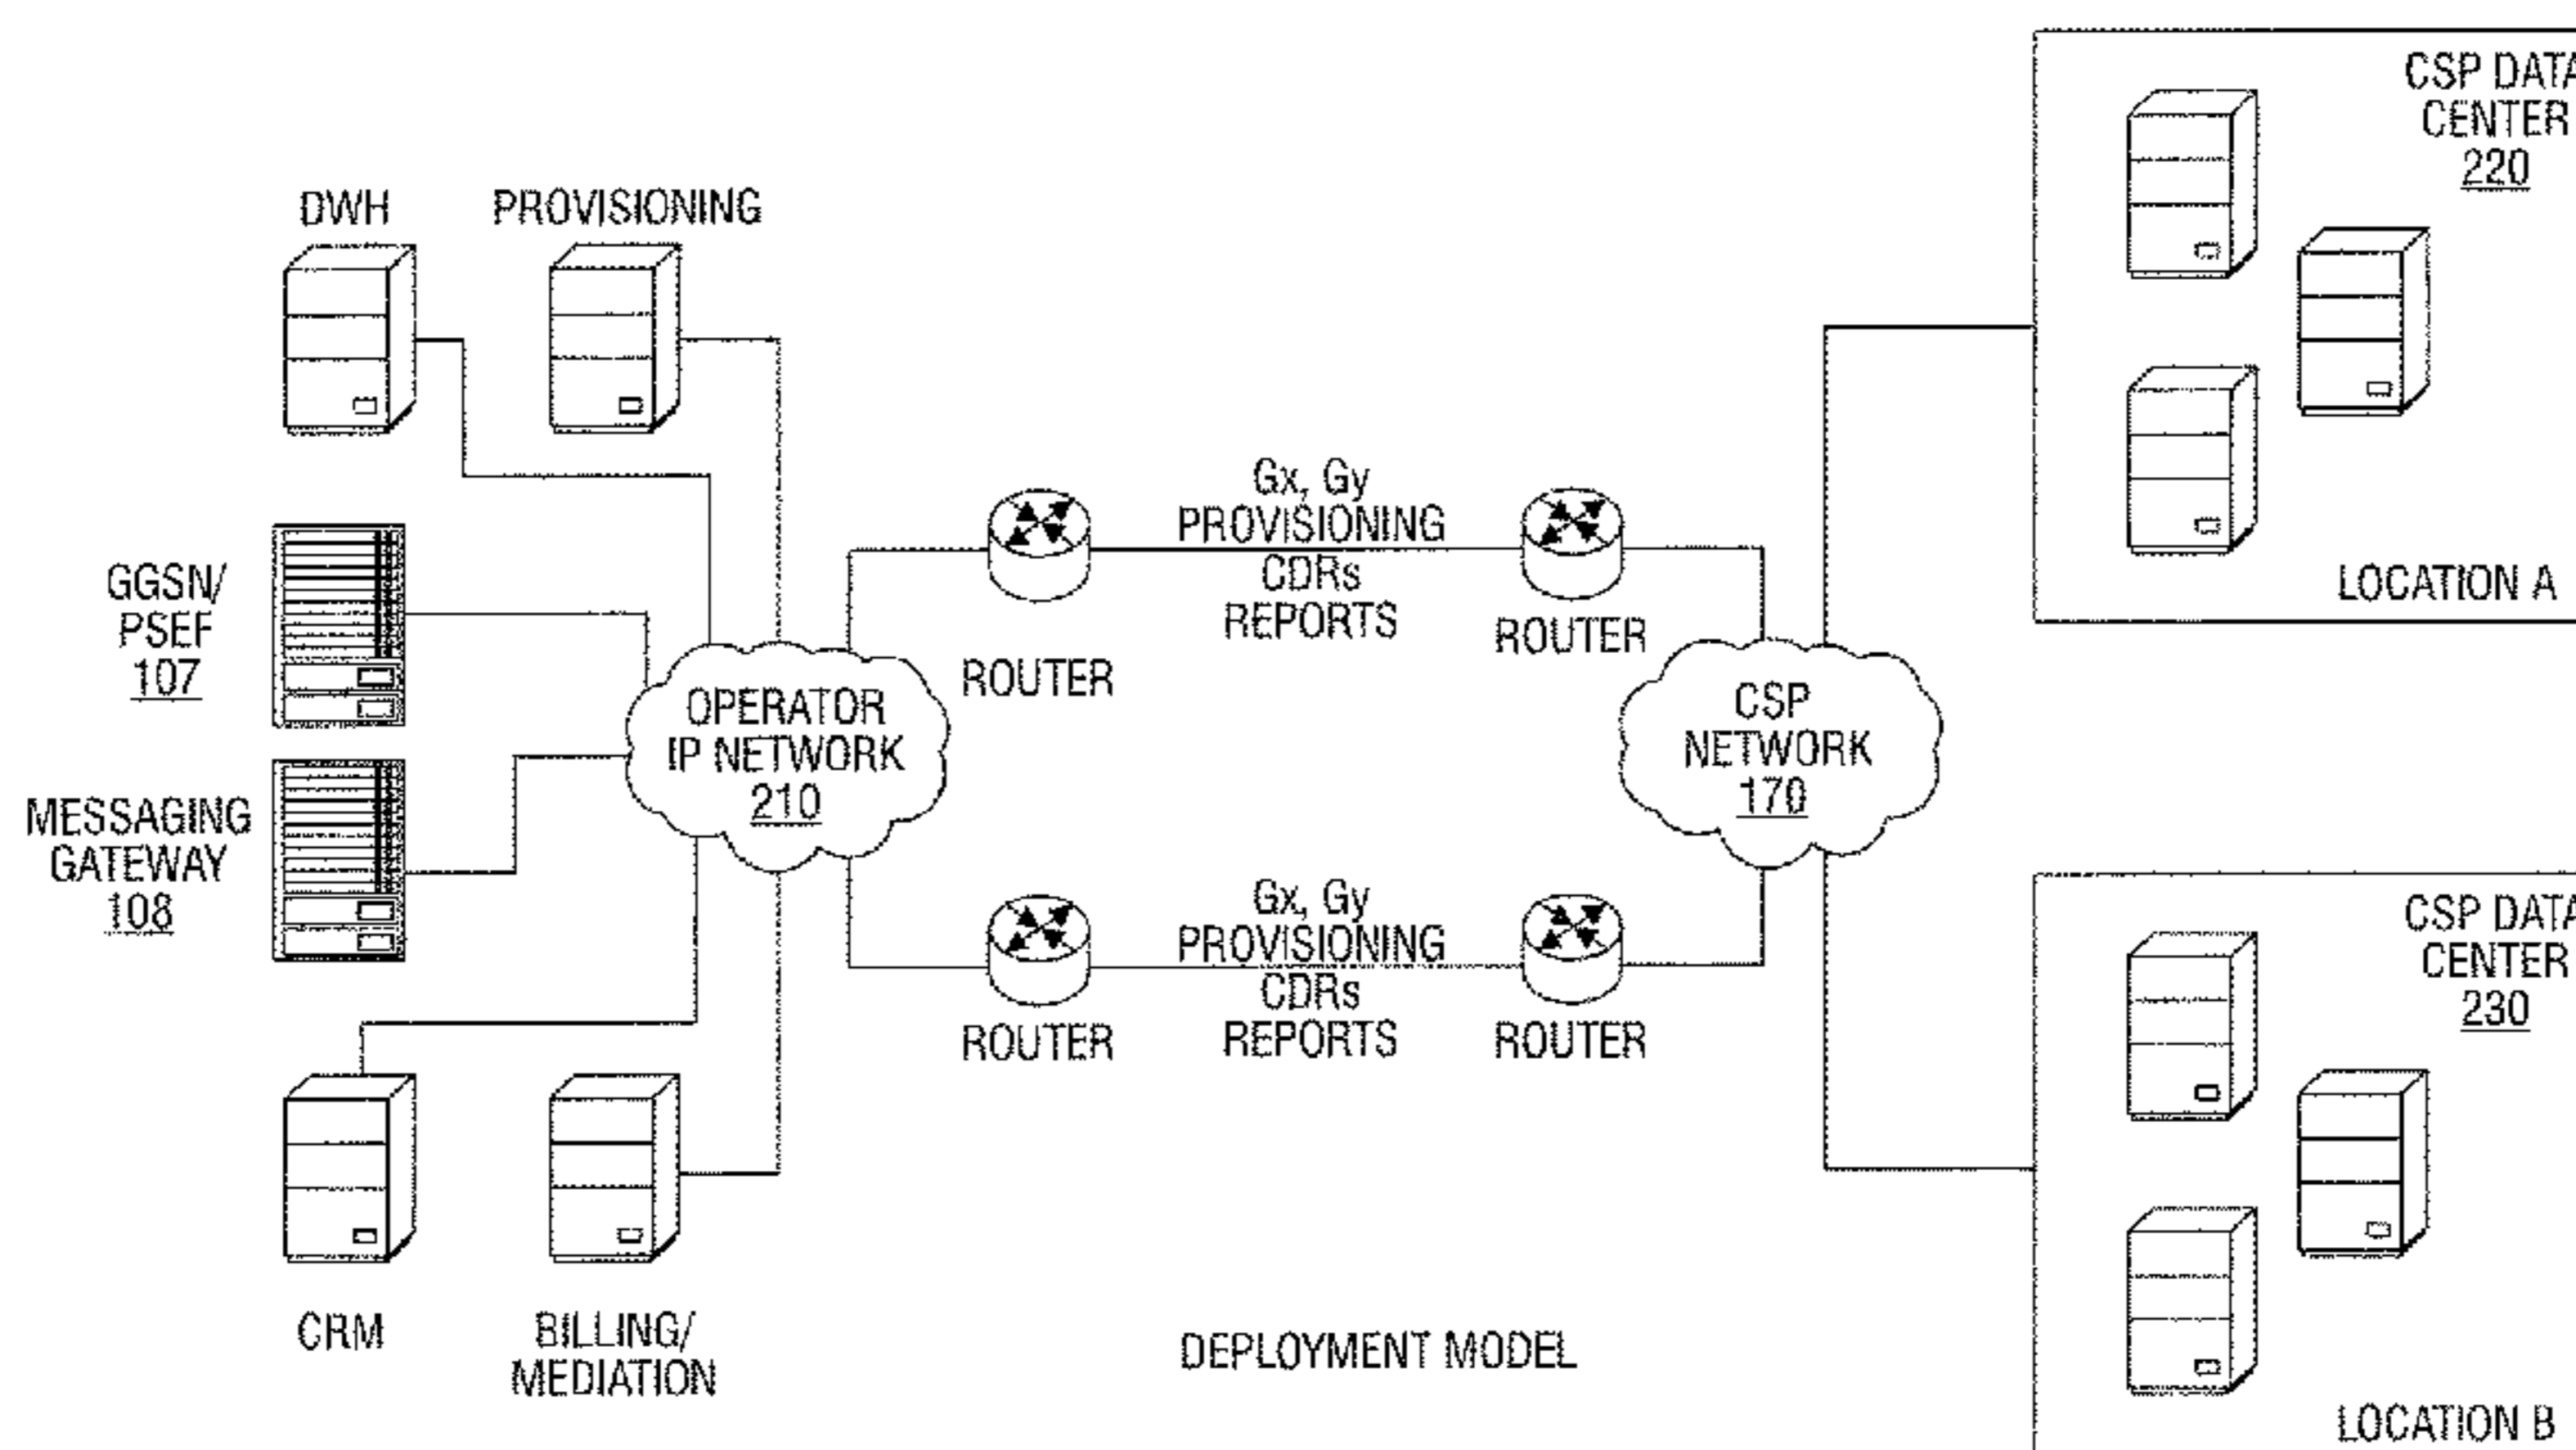 CSP DATA
CENTER
220
DWH
PROVISIONING
Gx, Gy
PROVISIONING
CDRs
REPORTS
GGSN/
PSEF
107
LOCATION A
ROUTER
ROUTER
OPERATOR
IP NETWORK
210
CSP
NETWORK
170
MESSAGING
GATEWAY
108
Gx, Gy
PROVISIONING
CDRs
REPORTS
CSP DATA
CENTER
230
ROUTER
ROUTER
CRM
BILLING/
MEDIATION
DEPLOYMENT MODEL
LOCATION B